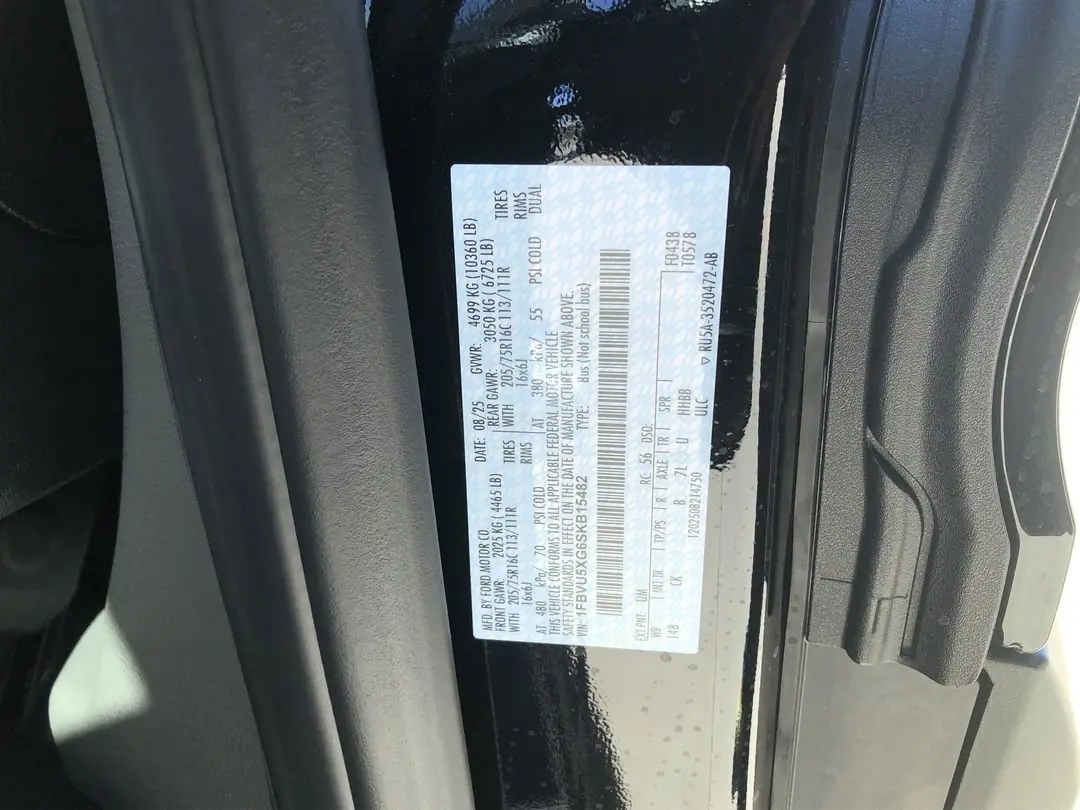 MFD. BY FORD MOTOR CO. DATE: 08/25 GVWR: 4699 KG (10360 LB)
FRONT GAWR: 2025 KG ( 4465 LB) REAR GAWR: 3050 KG ( 6725 LB)
WITH 205/75R16C 113/111R TIRES WITH 205/75R16C 113/111R TIRES
16x6J RIMS 16x6J RIMS
AT 480 kPa/ 70 PSI COLD AT 380 kPa/ 55 PSI COLD DUAL
THIS VEHICLE CONFORMS TO ALL APPLICABLE FEDERAL MOTOR VEHICLE
SAFETY STANDARDS IN EFFECT ON THE DATE OF MANUFACTURE SHOWN ABOVE.
VIN: 1FBVU5XG6SKB15482 TYPE: Bus (Not school bus)
EXT PNT: UM RC: 56 DSO: F0438
WB INT TR TP/PS R AXLE TR SPR T0578
148 CK B 7L U HHBB
1202508214750 ULC
▽ RU5A-3520472-AB